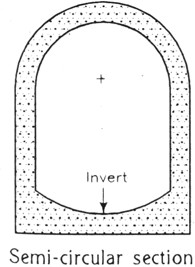 Invert
Semi-circular section